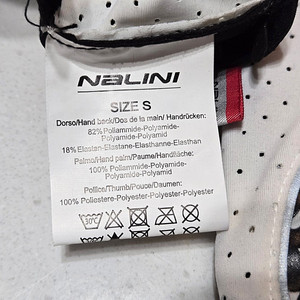 NALINI
SIZE S
Dorso/Hand back/Dos de la main/ Handrücken:
82% Poliammide-Polyamide-
Polyamid-Polyamide
18% Elastan-Elastane-Elasthanne-Elasthan
Palmo/Hand palm/Paume/Handfläche:
100% Poliammide-Polyamide-
Polyamid-Polyamide
Pollice/Thumb/Pouce/Daumen:
100% Poliestere-Polyester-Polyester-Polyester
30°C